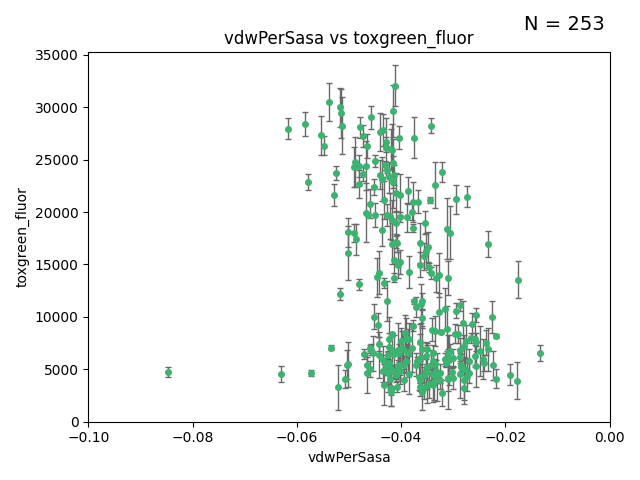 N = 253
vdwPerSasa vs toxgreen_fluor
35000
30000
25000
20000
15000
10000
5000
0
toxgreen_fluor
−0.10 −0.08 −0.06 −0.04 −0.02 0.00
vdwPerSasa